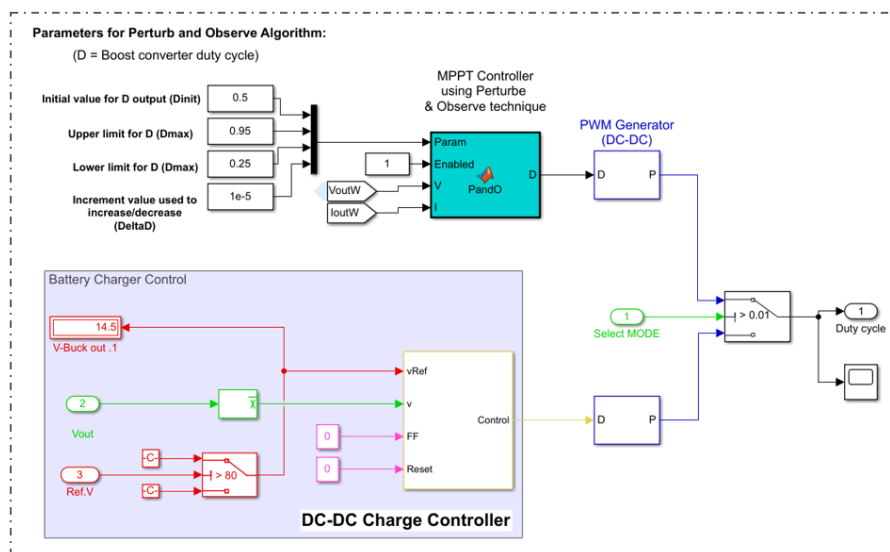 Parameters for Perturb and Observe Algorithm:
(D = Boost converter duty cycle)
Initial value for D output (Dinit)
0.5
Upper limit for D (Dmax)
0.95
Lower limit for D (Dmax)
0.25
Increment value used to
increase/decrease
(DeltaD)
1e-5
MPPT Controller
using Perturbe
& Observe technique
1
VoutW
IoutW
Param
Enabled
V
I
PandO
D
PWM Generator
(DC-DC)
D
P
Battery Charger Control
14.5
V-Buck out .1
2
Vout
3
Ref.V
-C-
-C-
> 80
x
0
0
vRef
v
FF
Reset
Control
DC-DC Charge Controller
D
P
1
Select MODE
> 0.01
1
Duty cycle